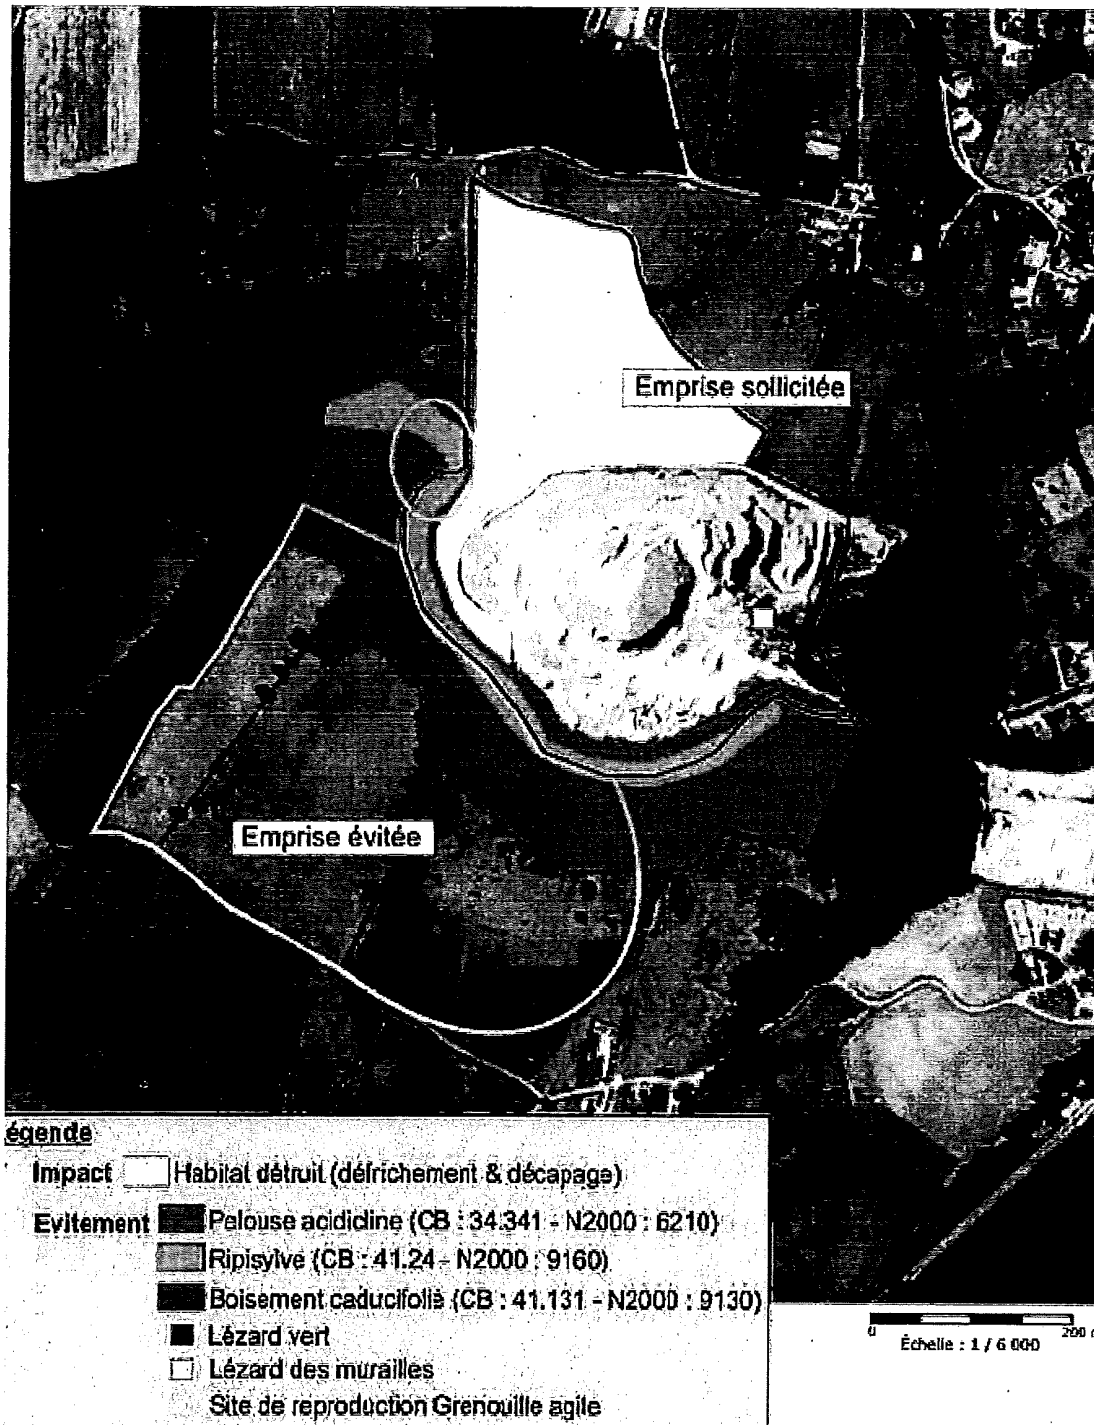 Emprise sollicitée
Emprise évitée
égende
Impact Habitat détruit (défrichement & décapage)
Evitement Pelouse acidicline (CB : 34.341 - N2000 : 6210)
Ripisylve (CB : 41.24 - N2000 : 9160)
Boisement caducifolié (CB : 41.131 - N2000 : 9130)
Lézard vert
Lézard des murailles
Site de reproduction Grenouille agile
0 200
Échelle : 1 / 6 000